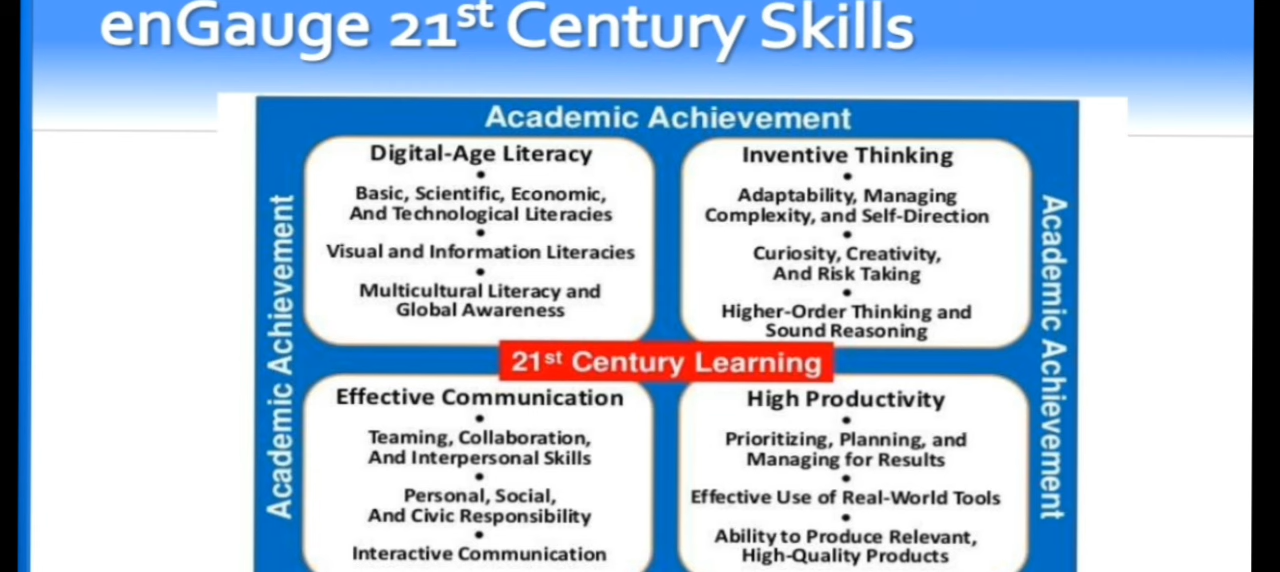 enGauge 21st Century Skills
Academic Achievement
Academic Achievement
Academic Achievement
Digital-Age Literacy
•
Basic, Scientific, Economic,
And Technological Literacies
•
Visual and Information Literacies
•
Multicultural Literacy and
Global Awareness
Inventive Thinking
•
Adaptability, Managing
Complexity, and Self-Direction
•
Curiosity, Creativity,
And Risk Taking
•
Higher-Order Thinking and
Sound Reasoning
21st Century Learning
Effective Communication
•
Teaming, Collaboration,
And Interpersonal Skills
•
Personal, Social,
And Civic Responsibility
•
Interactive Communication
High Productivity
•
Prioritizing, Planning, and
Managing for Results
•
Effective Use of Real-World Tools
•
Ability to Produce Relevant,
High-Quality Products